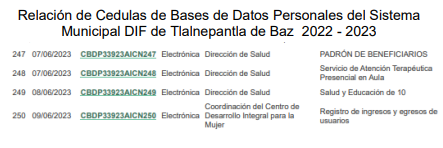 Relación de Cedulas de Bases de Datos Personales del Sistema
Municipal DIF de Tlalnepantla de Baz 2022 - 2023
247 07/06/2023 CBDP33923AICN247 Electrónica Dirección de Salud PADRÓN DE BENEFICIARIOS
248 07/06/2023 CBDP33923AICN248 Electrónica Dirección de Salud Servicio de Atención Terapéutica
Presencial en Aula
249 08/06/2023 CBDP33923AICN249 Electrónica Dirección de Salud Salud y Educación de 10
250 09/06/2023 CBDP33923AICN250 Electrónica Coordinación del Centro de
Desarrollo Integral para la
Mujer Registro de ingresos y egresos de
usuarios